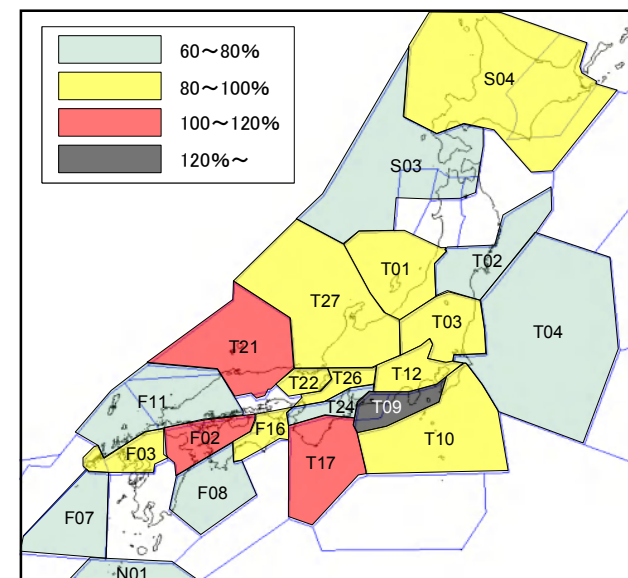 60～80%
80～100%
100～120%
120%～
S04
S03
T02
T01
T27
T03
T04
T21
T22
T26
T12
F11
T24
T09
F02
F16
T10
F03
T17
F08
F07
N01